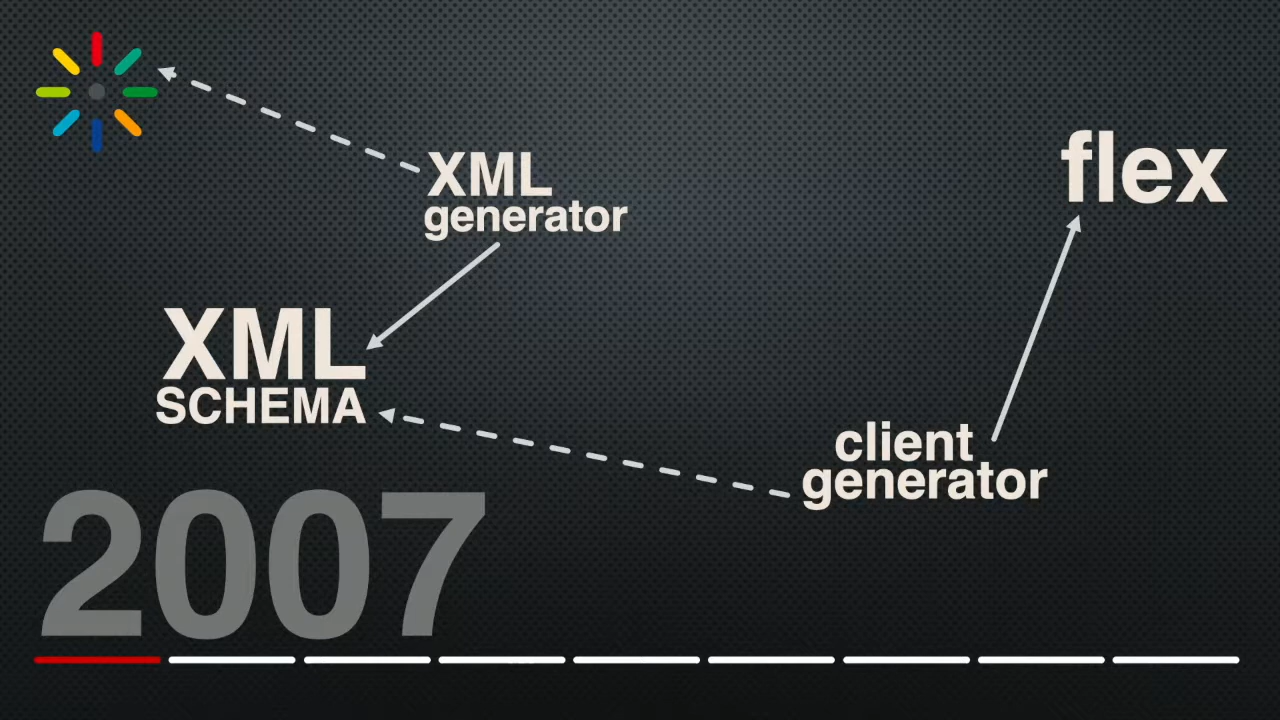 XML
generator
flex
XML
SCHEMA
client
generator
2007